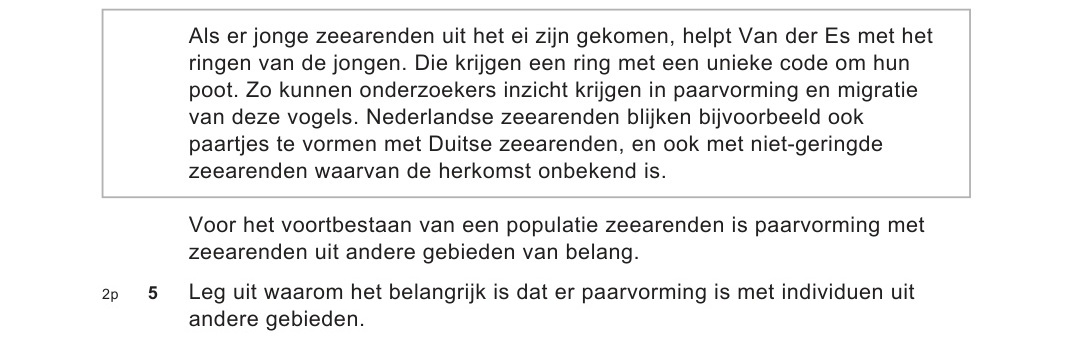 Als er jonge zeearenden uit het ei zijn gekomen, helpt Van der Es met het
ringen van de jongen. Die krijgen een ring met een unieke code om hun
poot. Zo kunnen onderzoekers inzicht krijgen in paarvorming en migratie
van deze vogels. Nederlandse zeearenden blijken bijvoorbeeld ook
paartjes te vormen met Duitse zeearenden, en ook met niet-geringde
zeearenden waarvan de herkomst onbekend is.
Voor het voortbestaan van een populatie zeearenden is paarvorming met
zeearenden uit andere gebieden van belang.
2p 5 Leg uit waarom het belangrijk is dat er paarvorming is met individuen uit
andere gebieden.